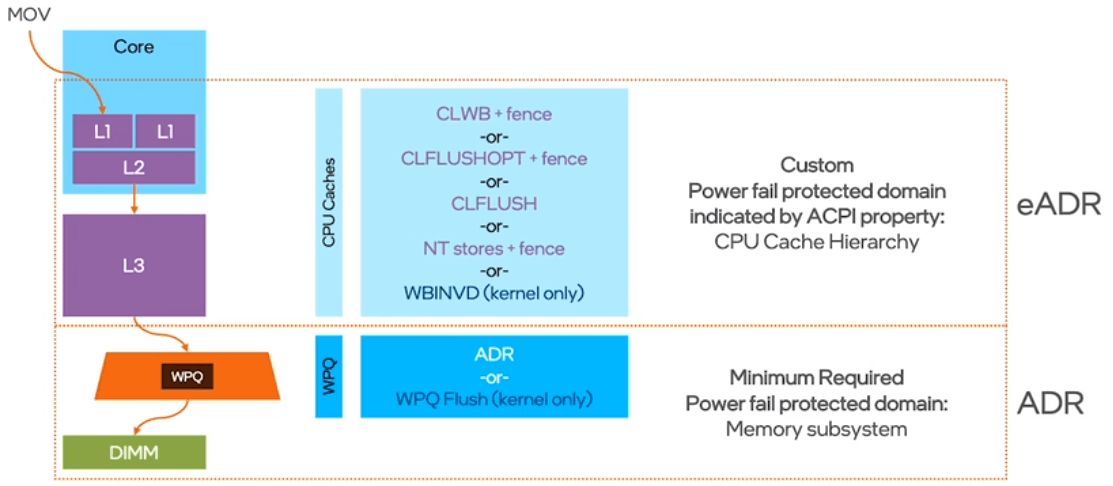 MOV
Core
L1 L1
L2
L3
WPQ
DIMM
CPU Caches
CLWB + fence
-or-
CLFLUSHOPT + fence
-or-
CLFLUSH
-or-
NT stores + fence
-or-
WBINVD (kernel only)
Custom
Power fail protected domain
indicated by ACPI property:
CPU Cache Hierarchy
eADR
WPQ
ADR
-or-
WPQ Flush (kernel only)
Minimum Required
Power fail protected domain:
Memory subsystem
ADR